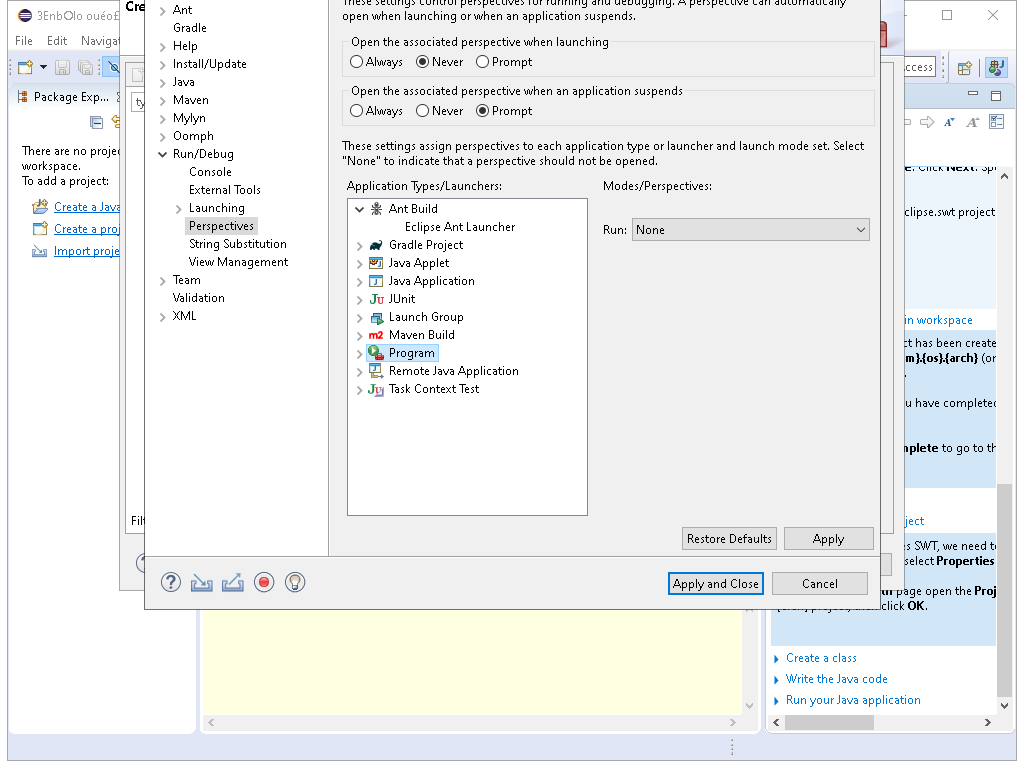 3EnbOlo ouéo
Cre
File Edit Navigat
Package Exp...
There are no proje
workspace.
To add a project:
Create a Java
Create a proj
Import proje
ty
Filt
Ant
Gradle
Help
Install/Update
Java
Maven
Mylyn
Oomph
Run/Debug
Console
External Tools
Launching
Perspectives
String Substitution
View Management
Team
Validation
XML
These settings control perspectives for running and debugging. A perspective can automatically
open when launching or when an application suspends.
Open the associated perspective when launching
Always Never Prompt
Open the associated perspective when an application suspends
Always Never Prompt
These settings assign perspectives to each application type or launcher and launch mode set. Select
"None" to indicate that a perspective should not be opened.
Application Types/Launchers:
Modes/Perspectives:
Ant Build
Eclipse Ant Launcher
Gradle Project
Java Applet
Java Application
JUnit
Launch Group
Maven Build
Program
Remote Java Application
Task Context Test
Run: None
Restore Defaults Apply
Apply and Close Cancel
ccess
e. Click Next. Sp
clipse.swt project
in workspace
ct has been create
m}.{os}.{arch} (or
u have completed
mplete to go to th
ject
es SWT, we need to
select Properties
page open the Proj
click OK.
Create a class
Write the Java code
Run your Java application